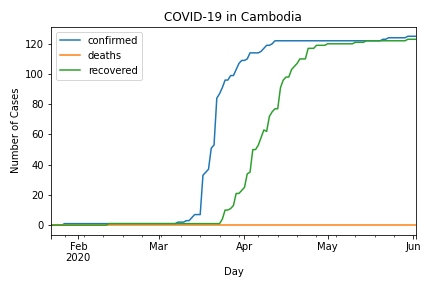 COVID-19 in Cambodia
confirmed
deaths
recovered
120
100
80
60
40
20
0
Number of Cases
Feb
2020
Mar
Apr
May
Jun
Day